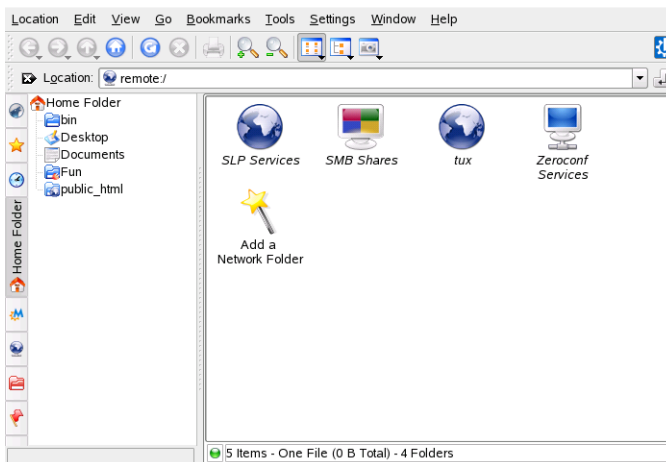 Location Edit View Go Bookmarks Tools Settings Window Help
Location: remote:/
Home Folder
bin
Desktop
Documents
Fun
public_html
Home Folder
SLP Services
SMB Shares
tux
Zeroconf
Services
Add a
Network Folder
5 Items - One File (0 B Total) - 4 Folders